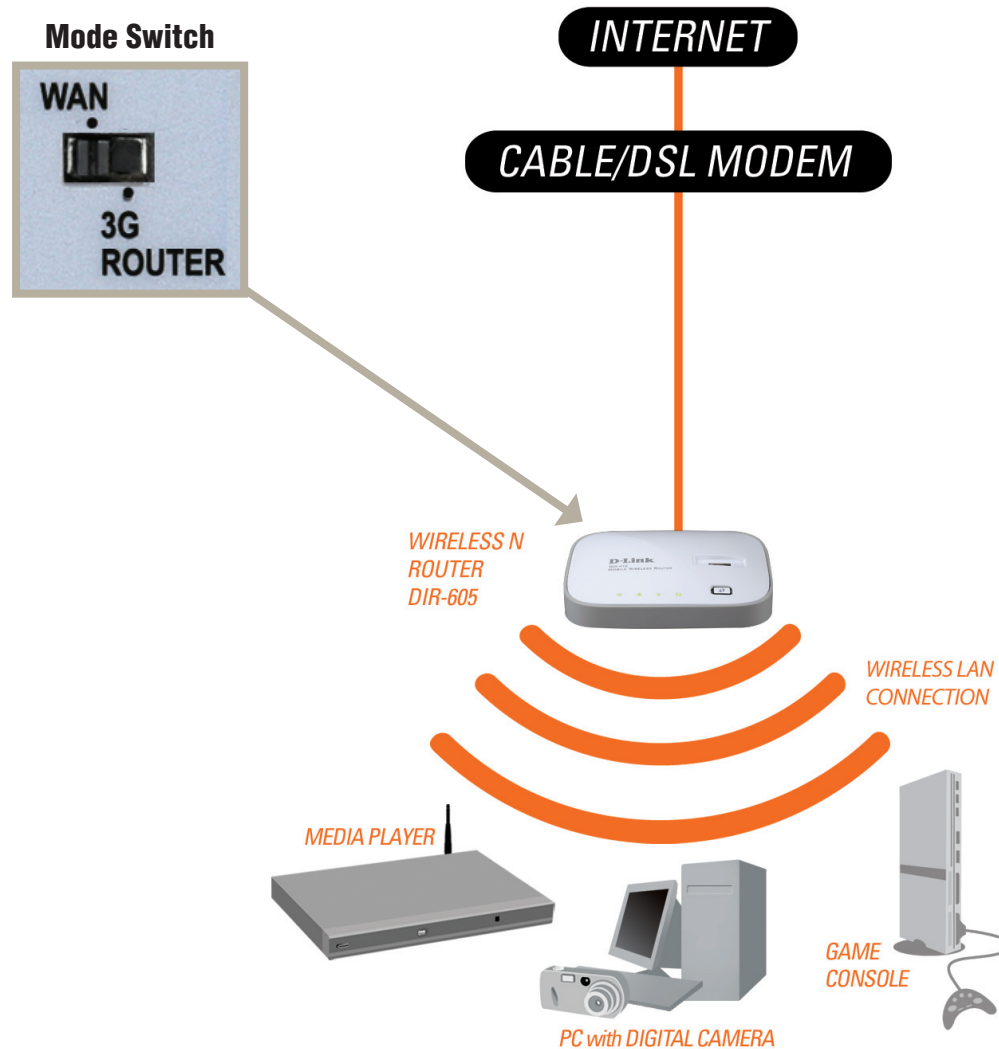 Mode Switch
WAN
3G
ROUTER
INTERNET
CABLE/DSL MODEM
D-Link
WIRELESS N
ROUTER
DIR-605
WIRELESS LAN
CONNECTION
MEDIA PLAYER
GAME
CONSOLE
PC with DIGITAL CAMERA